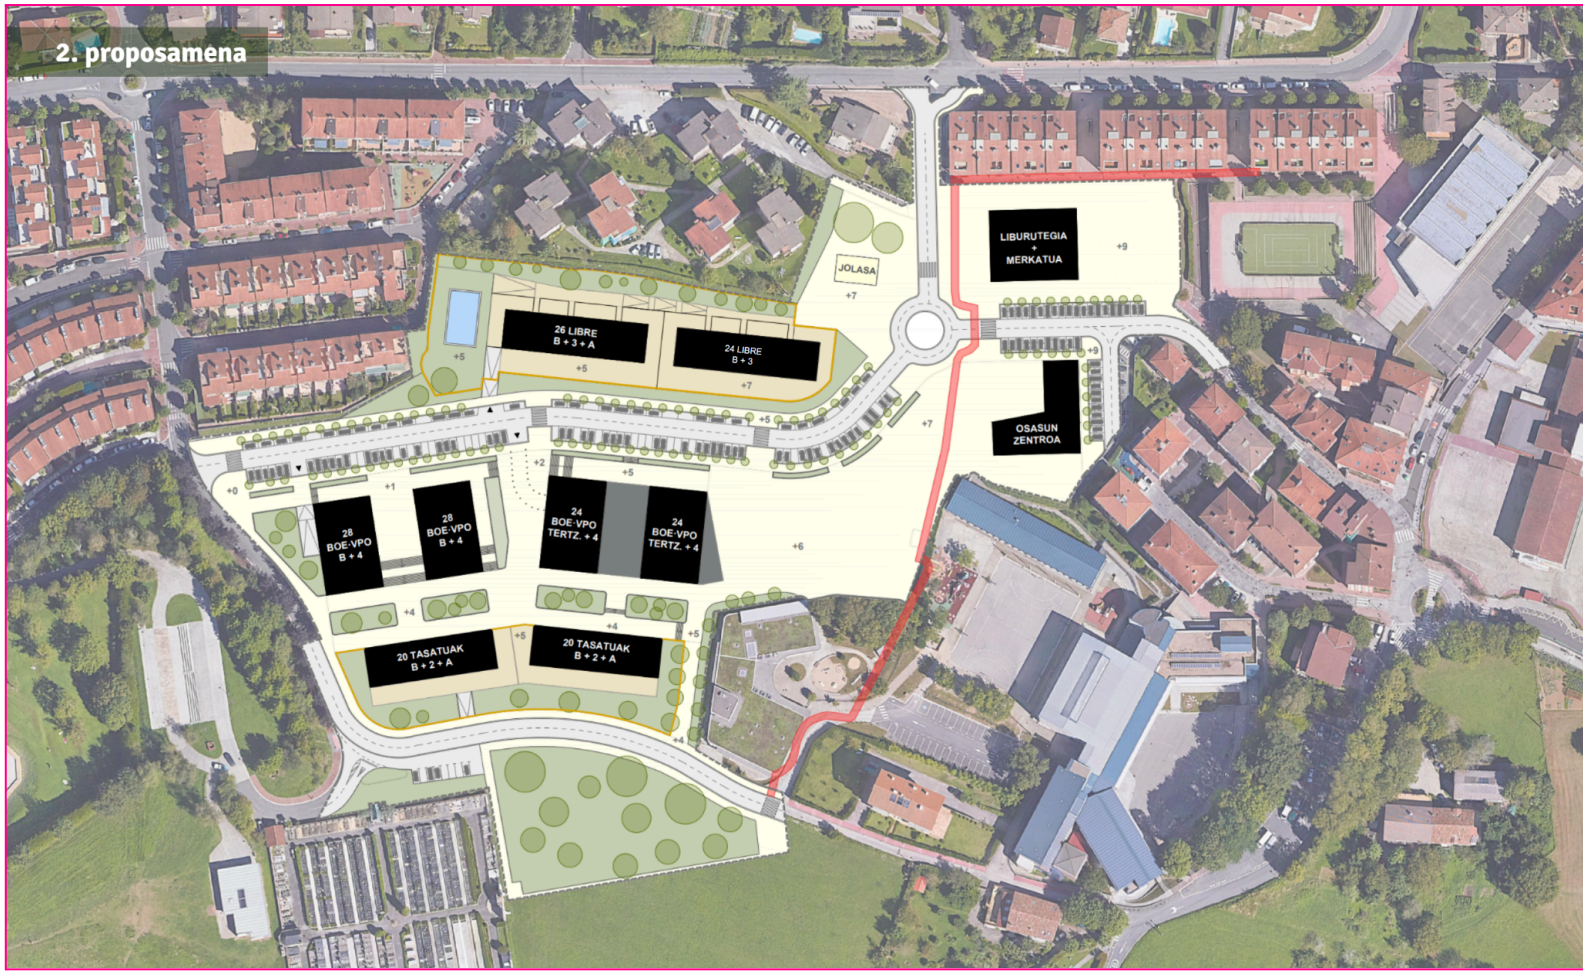 2. proposamena
LIBURUTEGIA
+
MERKATUA
+9
JOLASA
+7
26 LIBRE
B + 3 + A
24 LIBRE
B + 3
+5
+5
+7
+9
+5
+7
OSASUN
ZENTROA
+0
+1
+2
+5
28
BOE·VPO
B + 4
28
BOE·VPO
B + 4
24
BOE·VPO
TERTZ. + 4
24
BOE·VPO
TERTZ. + 4
+6
+4
+4
+5
+5
20 TASATUAK
B + 2 + A
20 TASATUAK
B + 2 + A
+4